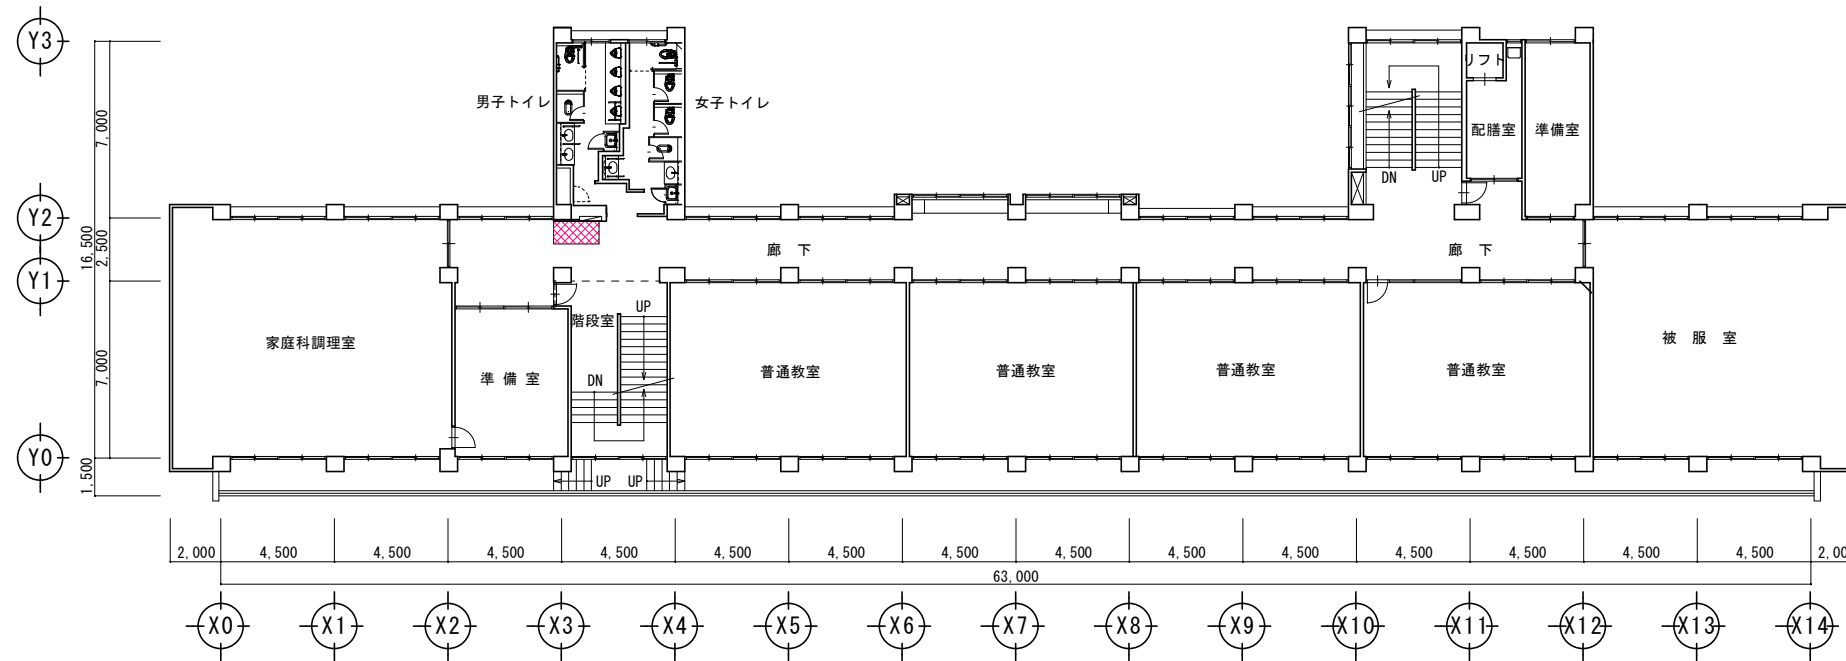 Y3
Y2
Y1
Y0
7,000
2,500
16,500
7,000
1,500
男子トイレ
女子トイレ
リフト
配膳室
準備室
DN
UP
廊 下
廊 下
家庭科調理室
準 備 室
階段室
UP
DN
普通教室
普通教室
普通教室
普通教室
被 服 室
UP
UP
2,000
4,500
4,500
4,500
4,500
4,500
4,500
4,500
4,500
4,500
4,500
4,500
4,500
4,500
4,500
2,00
63,000
X0
X1
X2
X3
X4
X5
X6
X7
X8
X9
X10
X11
X12
X13
X14